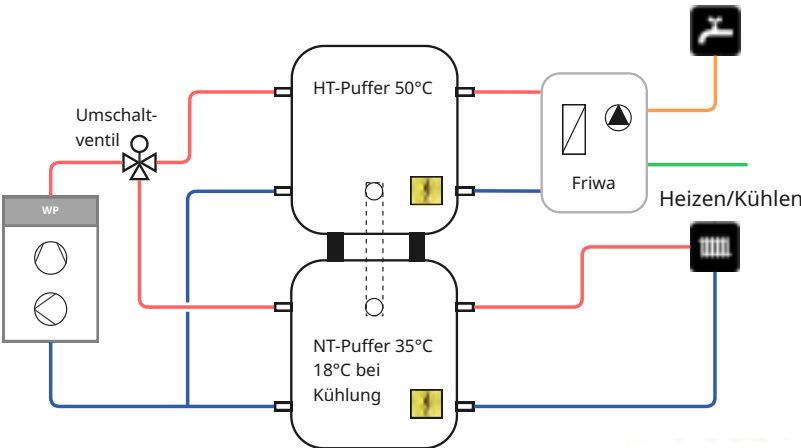 HT-Puffer 50°C
Umschalt-
ventil
Friwa
WP
Heizen/Kühlen
NT-Puffer 35°C
18°C bei
Kühlung